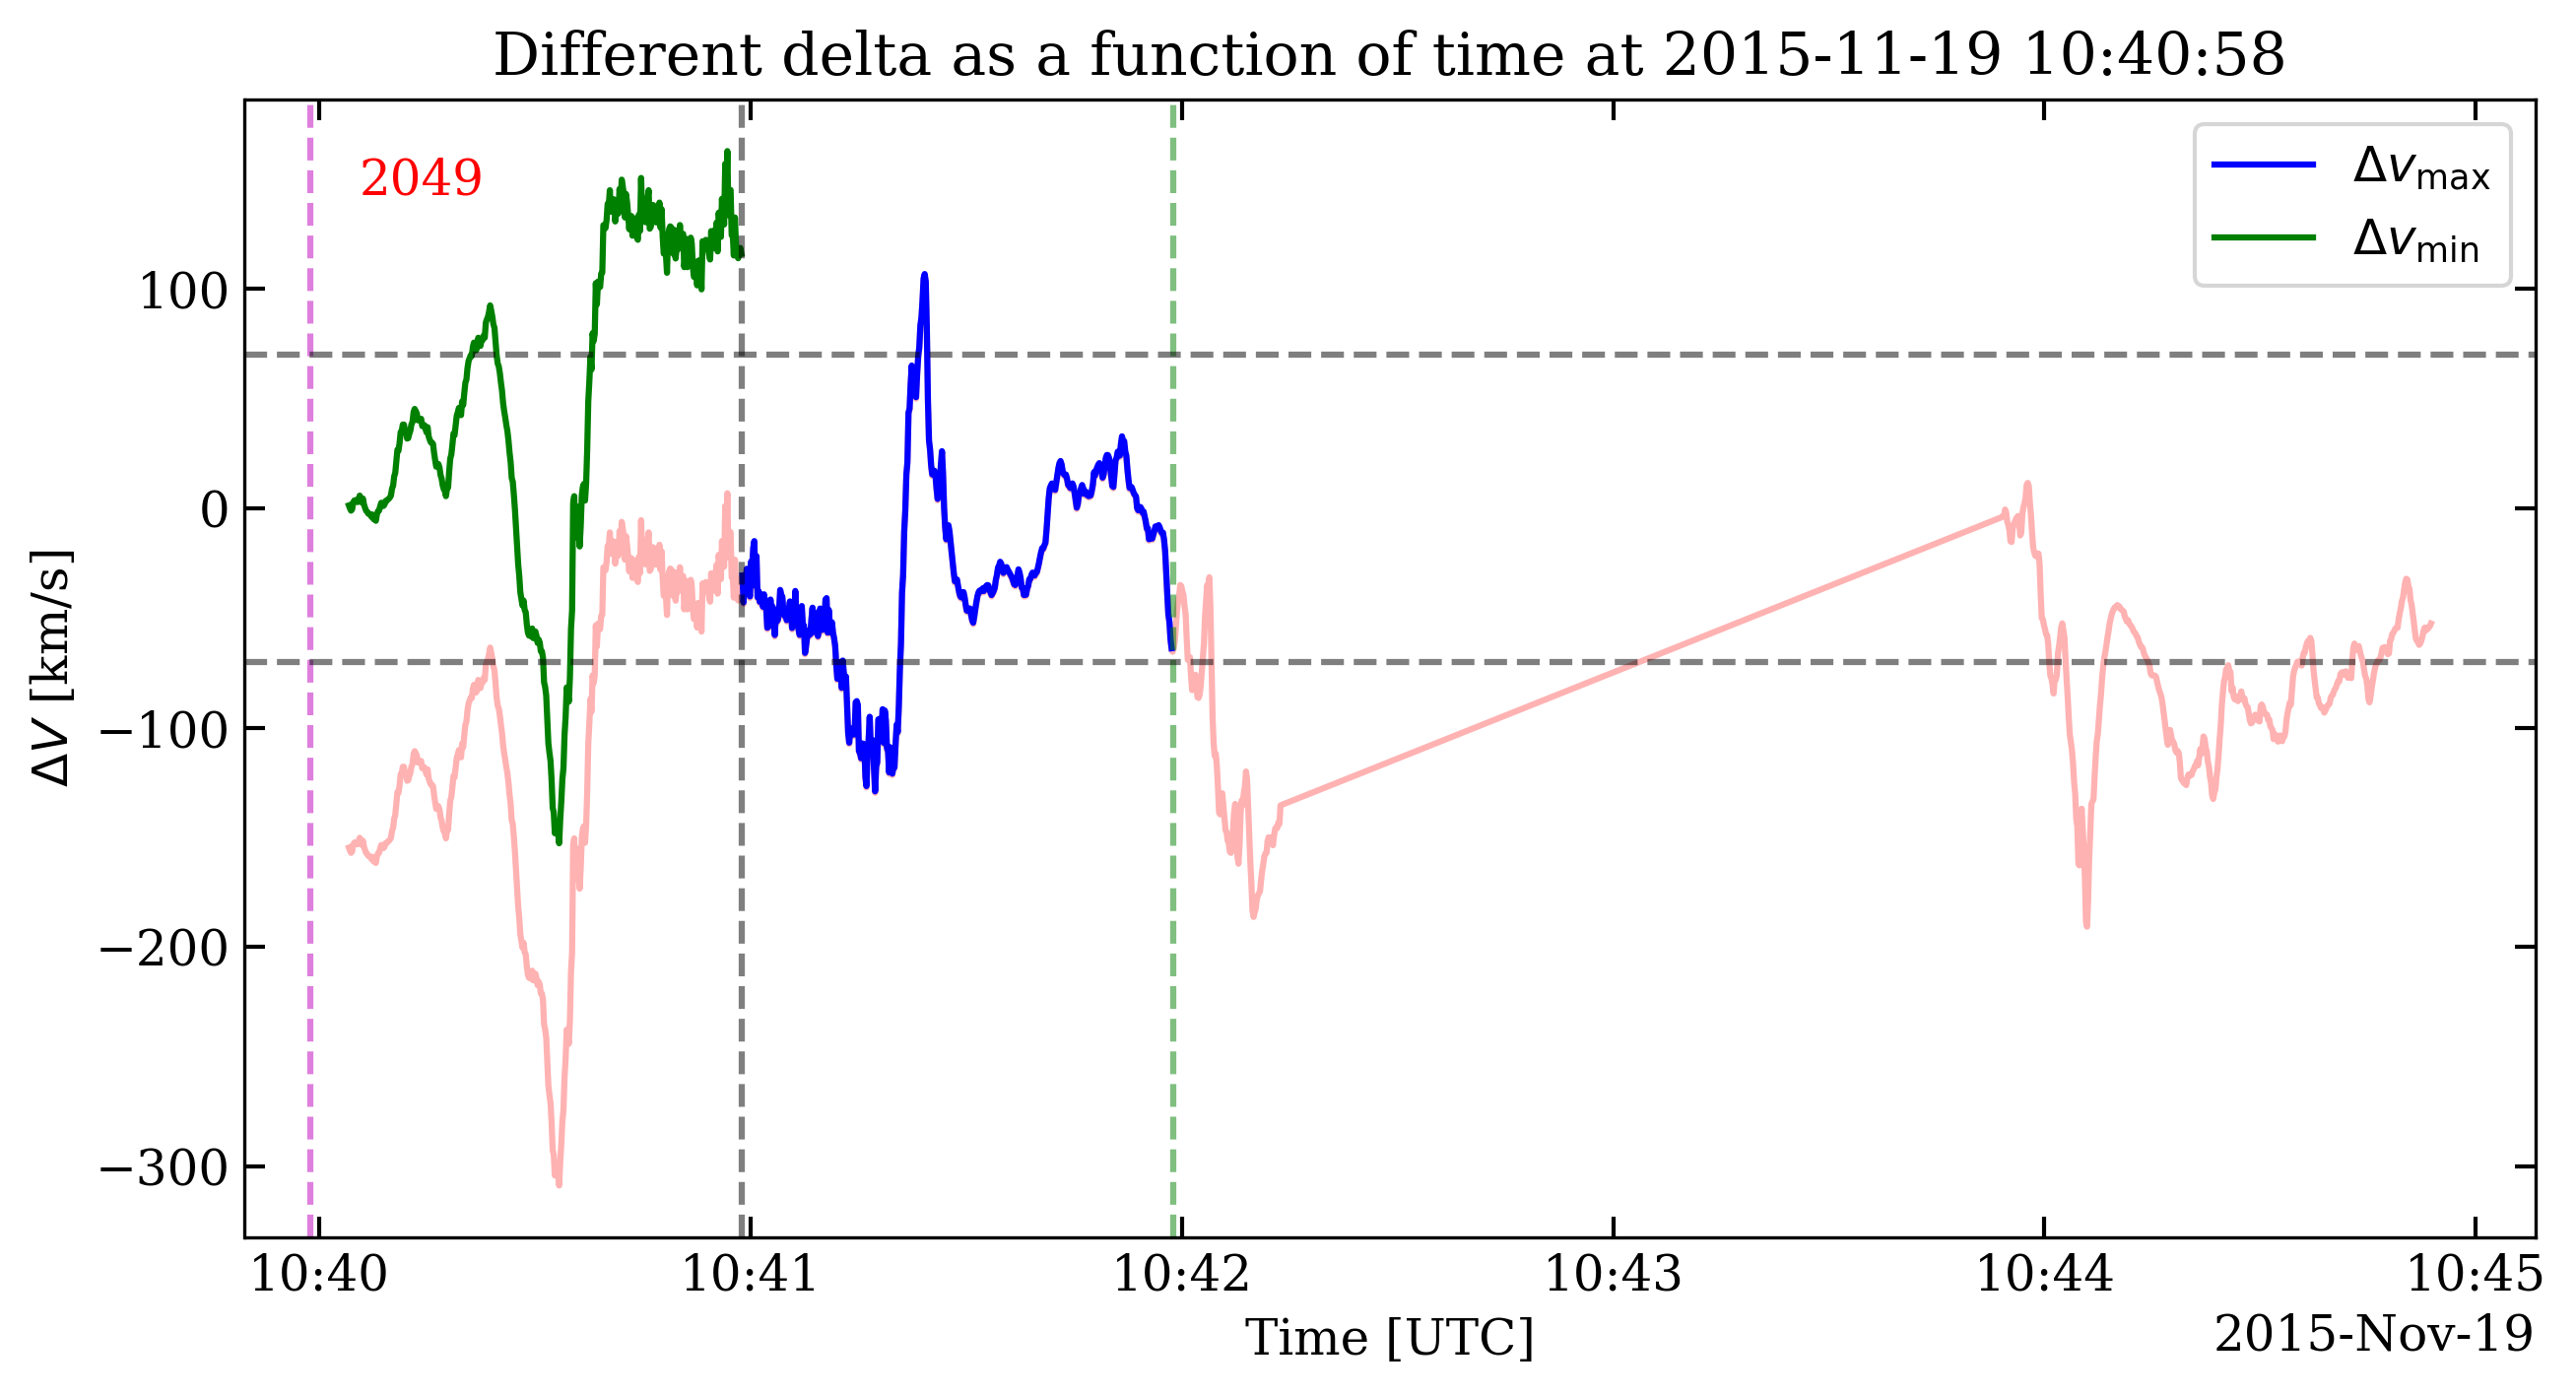 Different delta as a function of time at 2015-11-19 10:40:58
2049
Δv_max
Δv_min
100
0
−100
−200
−300
ΔV [km/s]
10:40 10:41 10:42 10:43 10:44 10:45
Time [UTC]
2015-Nov-19